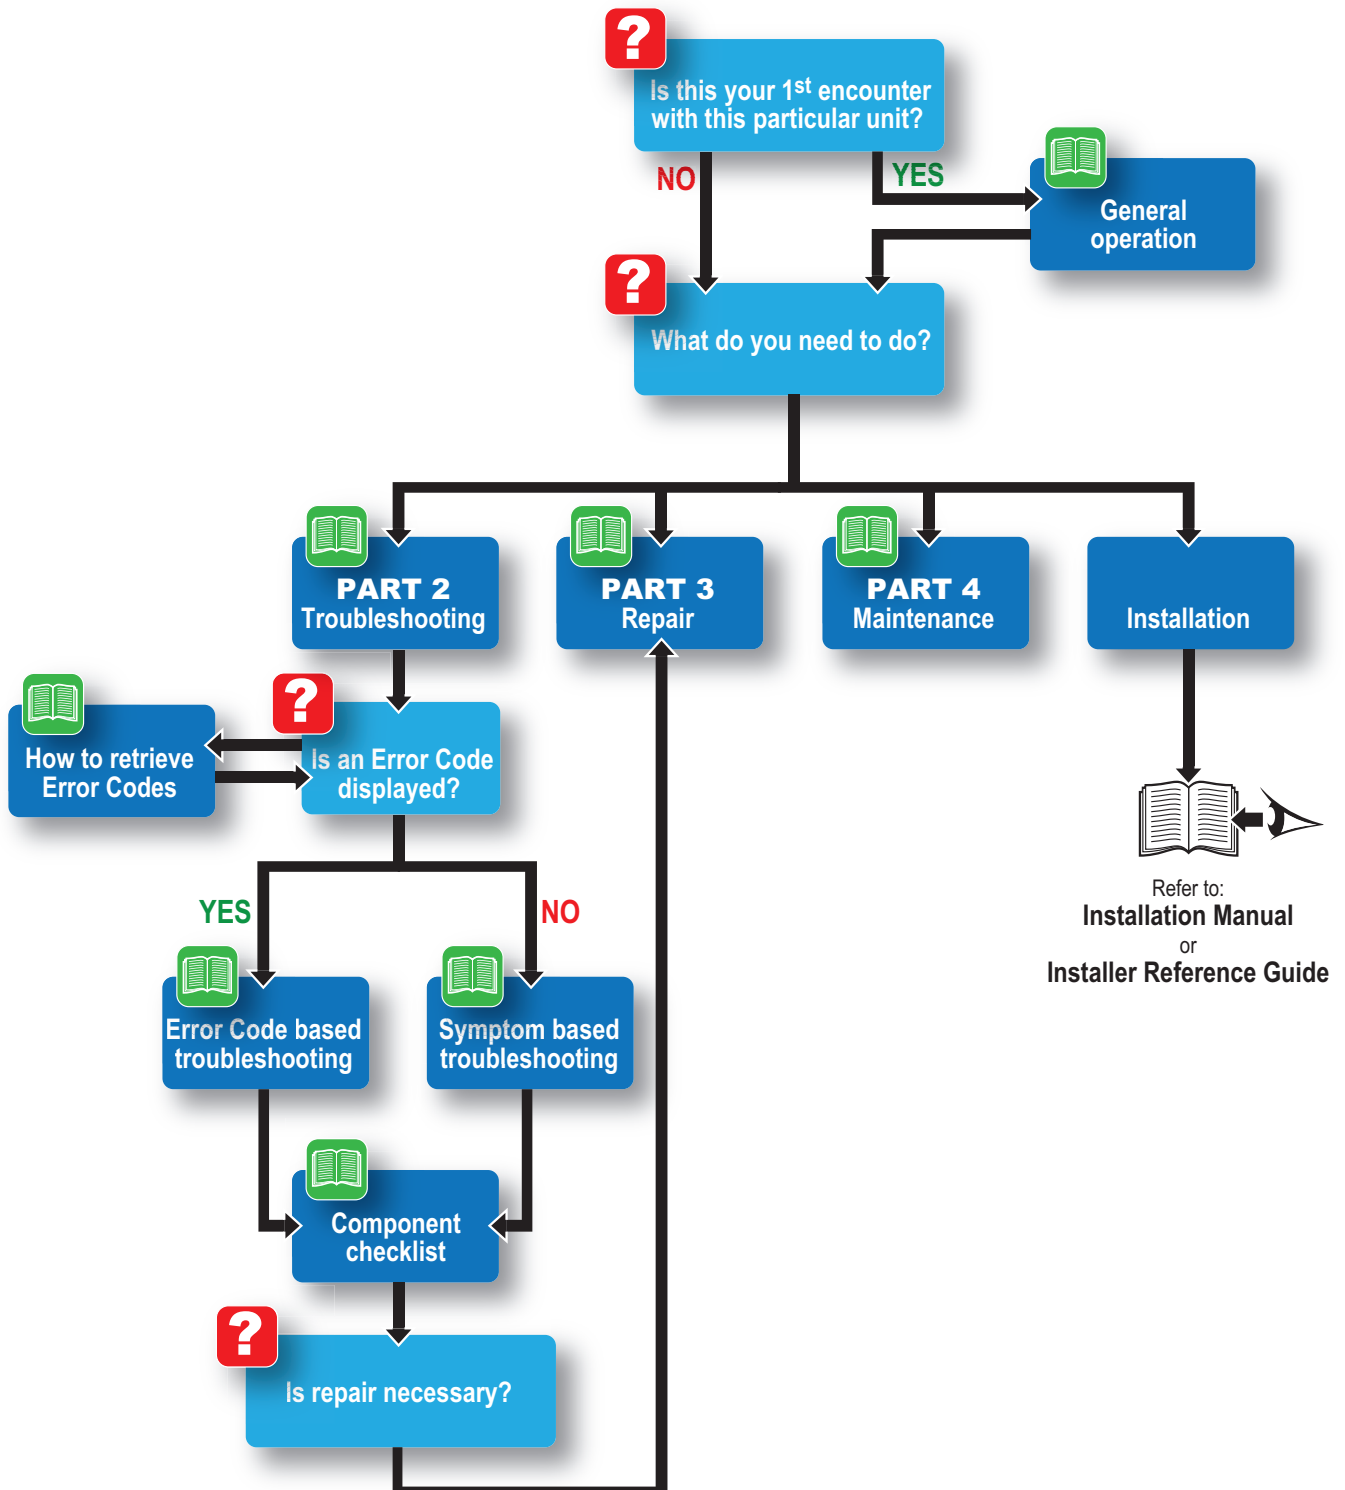 ?
Is this your 1st encounter
with this particular unit?
NO
YES
General
operation
?
What do you need to do?
PART 2
Troubleshooting
PART 3
Repair
PART 4
Maintenance
Installation
How to retrieve
Error Codes
?
Is an Error Code
displayed?
Refer to:
Installation Manual
or
Installer Reference Guide
YES
NO
Error Code based
troubleshooting
Symptom based
troubleshooting
Component
checklist
?
Is repair necessary?